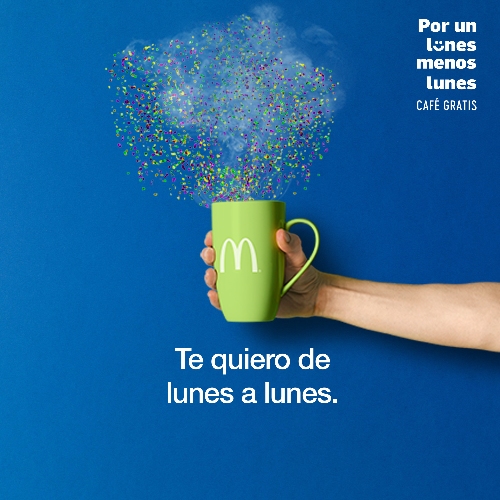 Por un
lunes
menos
lunes
CAFÉ GRATIS
Te quiero de
lunes a lunes.